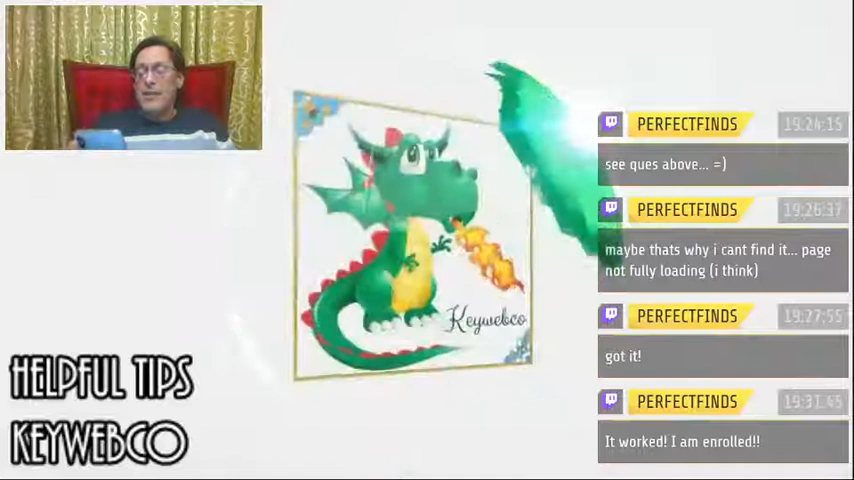 PERFECTFINDS 19:24:15
see ques above... =)
PERFECTFINDS 19:26:37
maybe thats why i cant find it... page
not fully loading (i think)
PERFECTFINDS 19:27:55
got it!
PERFECTFINDS 19:31:45
It worked! I am enrolled!!
Keywebco
HELPFUL TIPS
KEYWEBCO